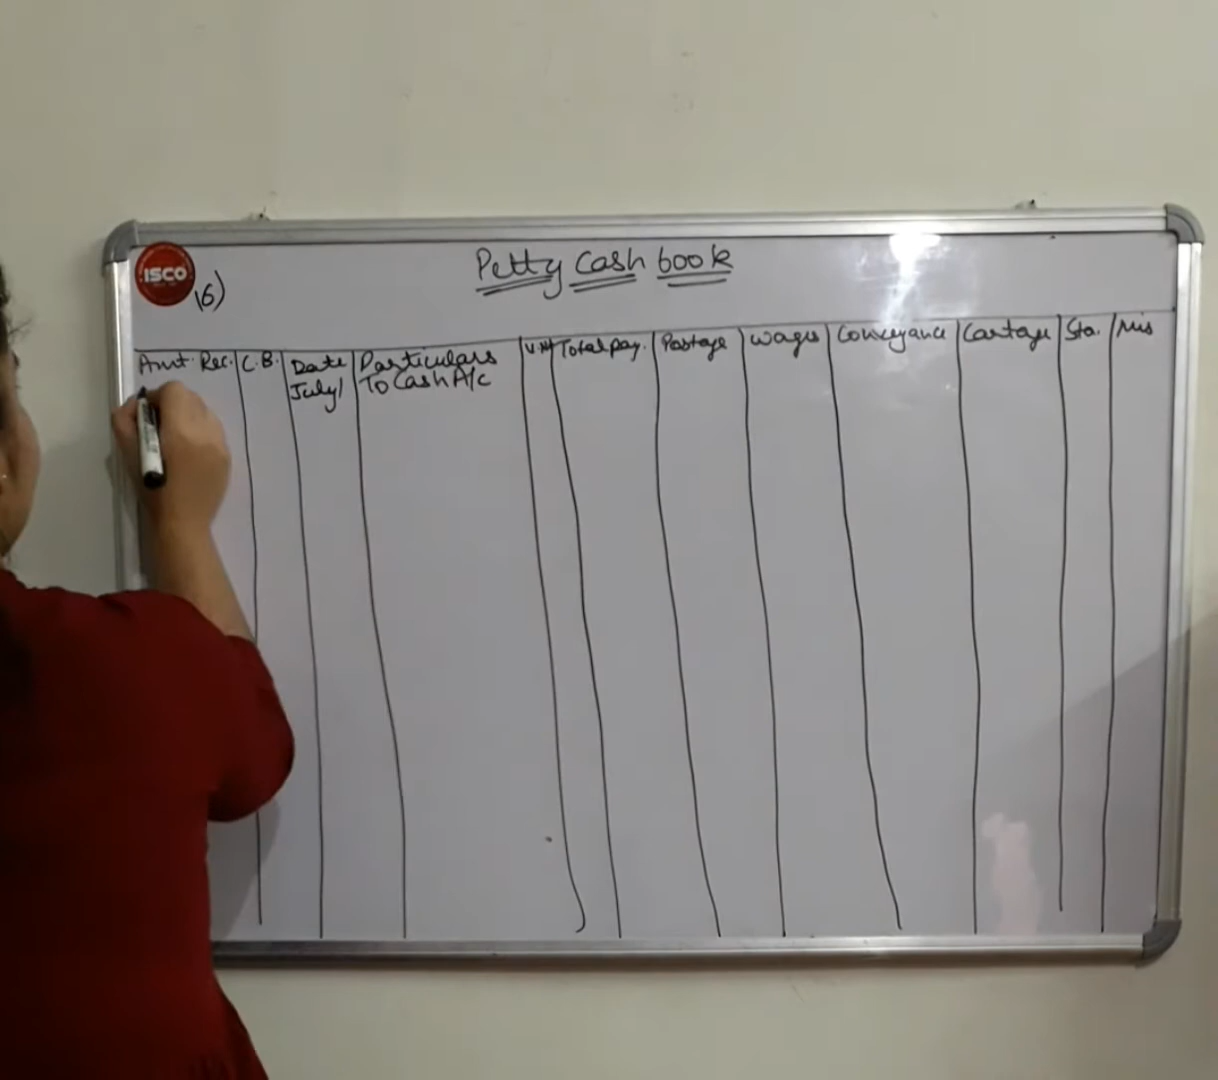 Petty Cash book
ISCO
16)
Amt. Rec. C.B. Date Particulars V.N Total pay. Postage Wages Conveyance Cartage Sta. Mis
July 1 To Cash A/c